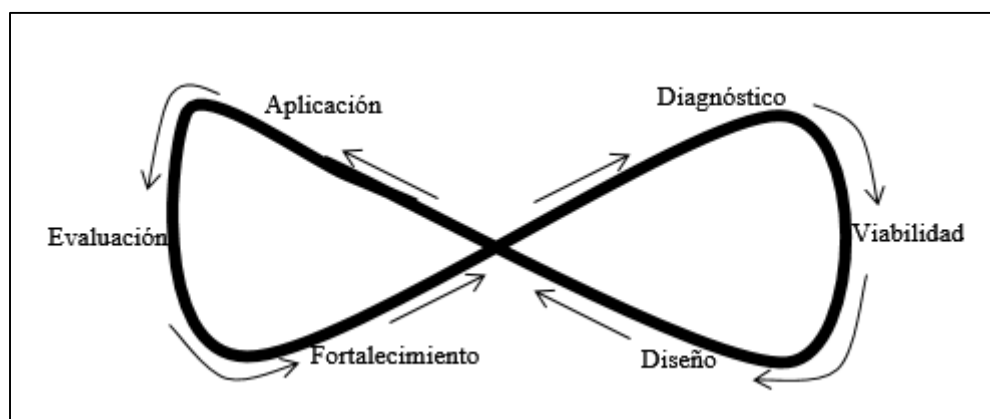 Aplicación
Diagnóstico
Evaluación
Viabilidad
Fortalecimiento
Diseño